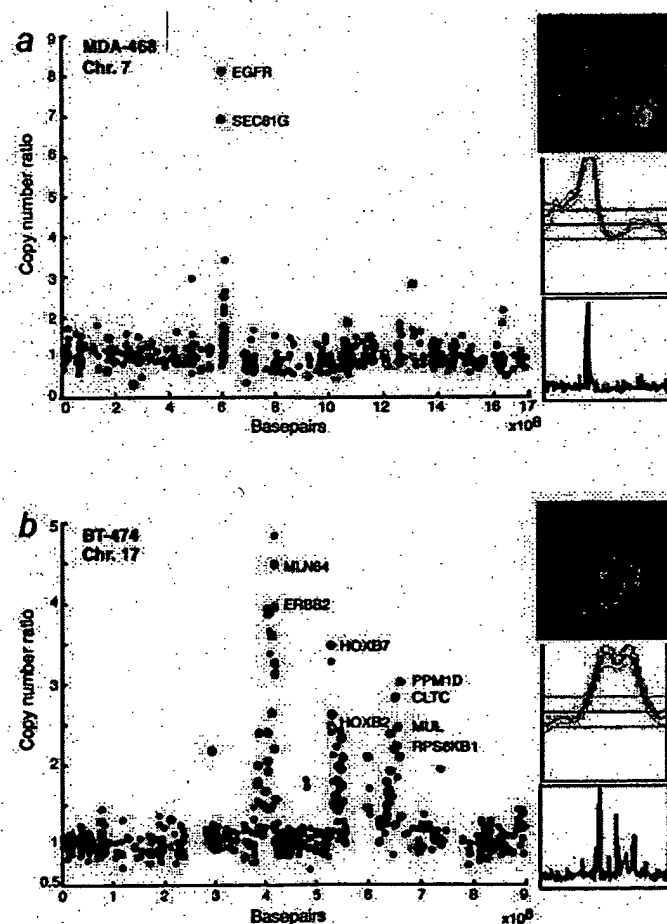 a
MDA-468
Chr. 7
EGFR
SEC61G
Copy number ratio
9
8
7
6
5
4
3
2
1
0
0 2 4 6 8 10 12 14 16 17
Basepairs
x10⁸
b
BT-474
Chr. 17
MLN64
ERBB2
HOXB7
PPM1D
CLTC
HOXB2
MUL
RPS6KB1
Copy number ratio
5
4
3
2
1
0.5
0 1 2 3 4 5 6 7 8 9
Basepairs
x10⁸